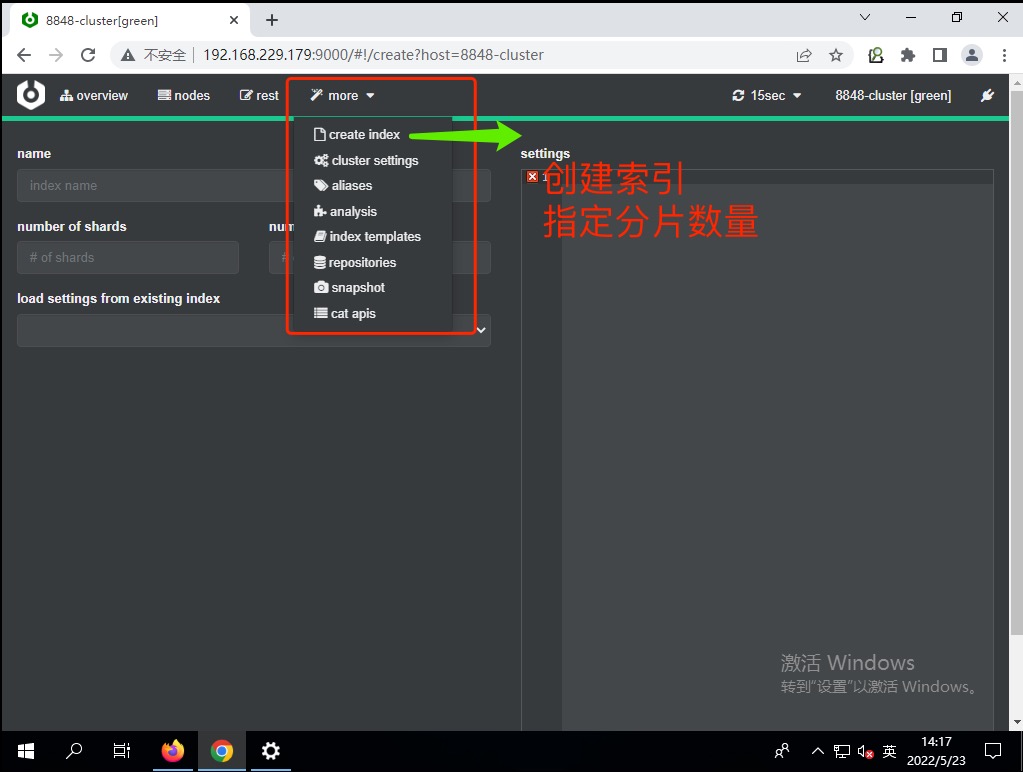 8848-cluster[green]
不安全 192.168.229.179:9000/#!/create?host=8848-cluster
overview nodes rest more 15sec 8848-cluster [green]
create index
cluster settings
aliases
analysis
index templates
repositories
snapshot
cat apis
name
index name
number of shards
# of shards
load settings from existing index
settings
1
创建索引
指定分片数量
激活 Windows
转到"设置"以激活 Windows。
英
14:17
2022/5/23